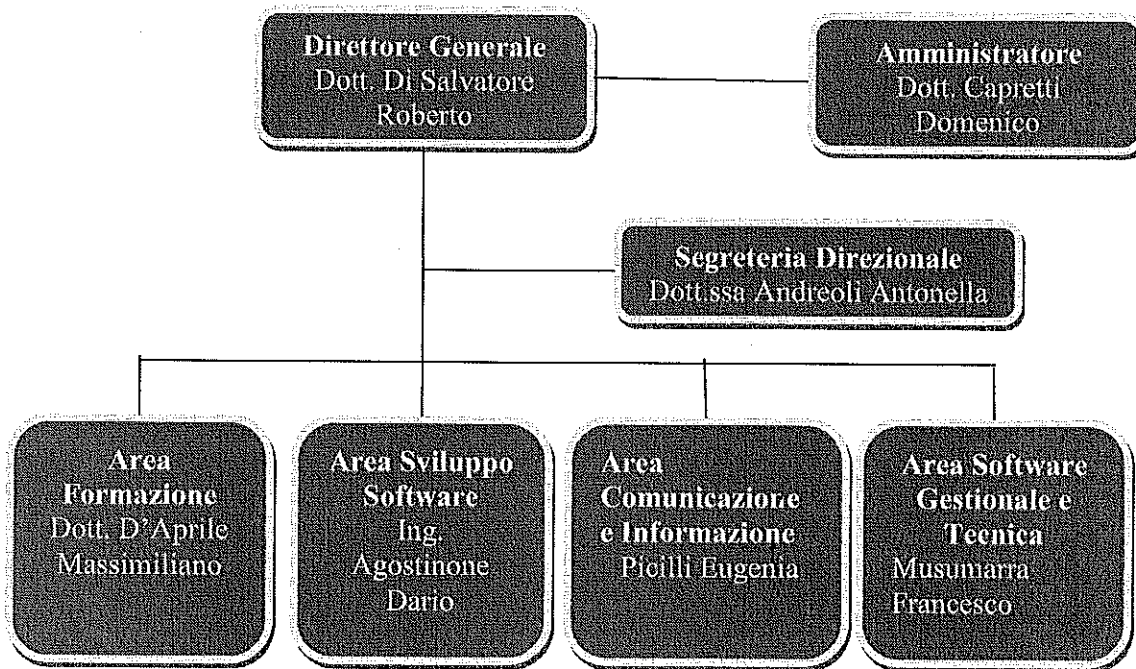 Direttore Generale
Dott. Di Salvatore
Roberto
Amministratore
Dott. Capretti
Domenico
Segreteria Direzionale
Dott.ssa Andreoli Antonella
Area
Formazione
Dott. D'Aprile
Massimiliano
Area Sviluppo
Software
Ing.
Agostinone
Dario
Area
Comunicazione
e Informazione
Picilli Eugenia
Area Software
Gestionale e
Tecnica
Musumarra
Francesco